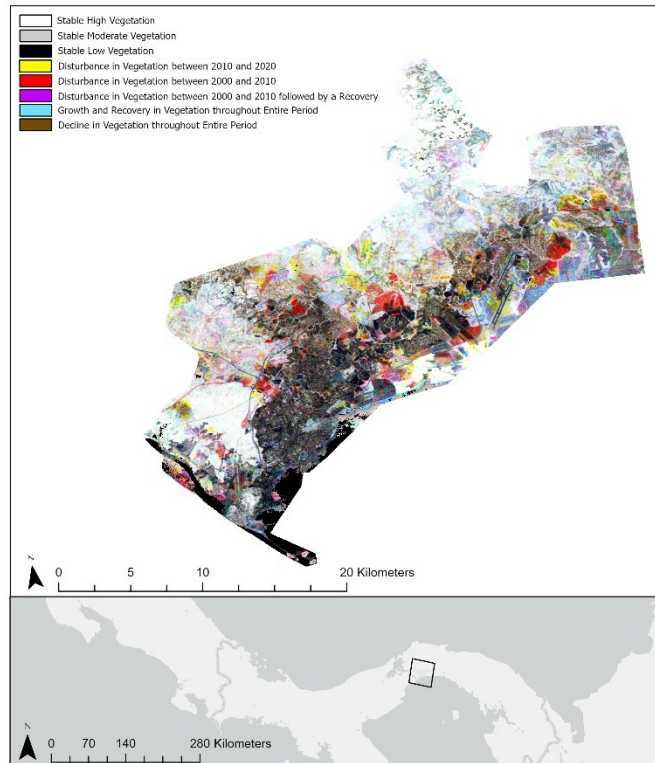 Stable High Vegetation
Stable Moderate Vegetation
Stable Low Vegetation
Disturbance in Vegetation between 2010 and 2020
Disturbance in Vegetation between 2000 and 2010
Disturbance in Vegetation between 2000 and 2010 followed by a Recovery
Growth and Recovery in Vegetation throughout Entire Period
Decline in Vegetation throughout Entire Period
N
0 5 10 20 Kilometers
N
0 70 140 280 Kilometers